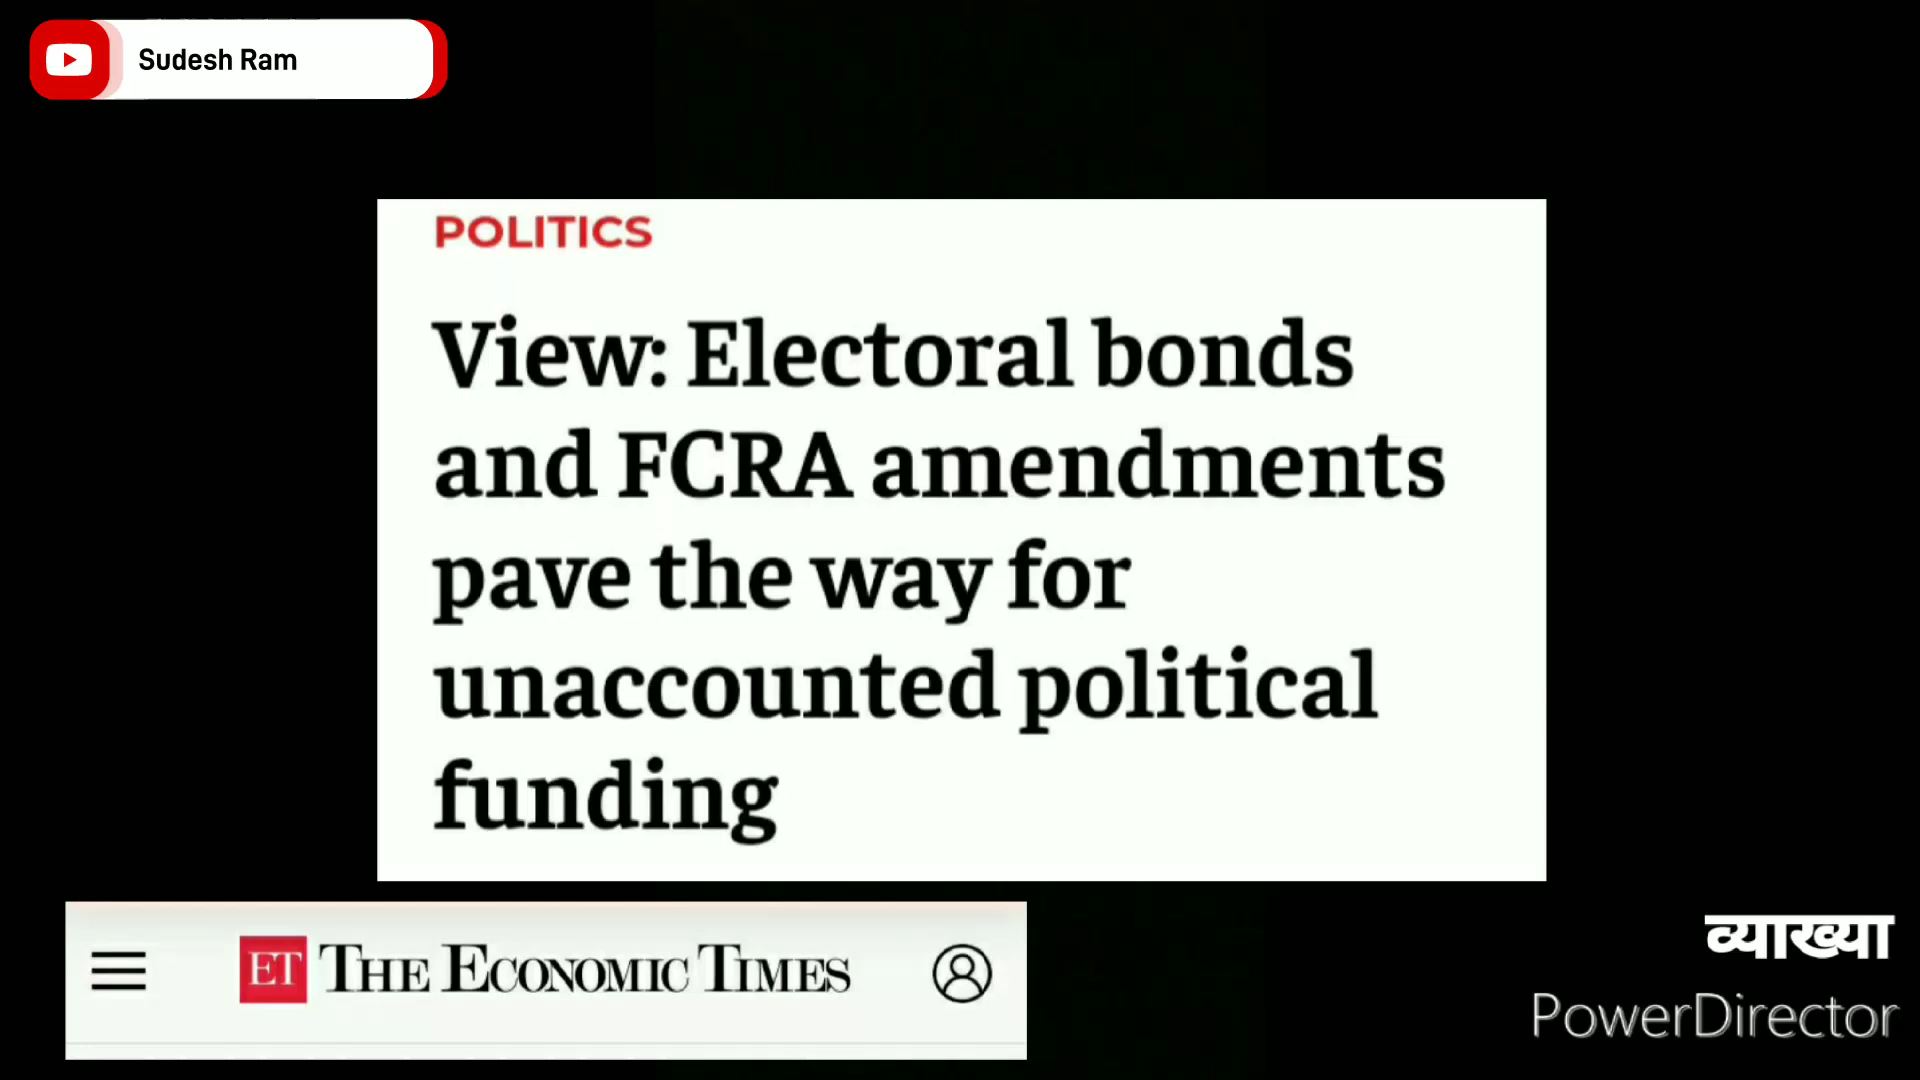 Sudesh Ram
POLITICS
View: Electoral bonds
and FCRA amendments
pave the way for
unaccounted political
funding
ET THE ECONOMIC TIMES
व्याख्या
PowerDirector